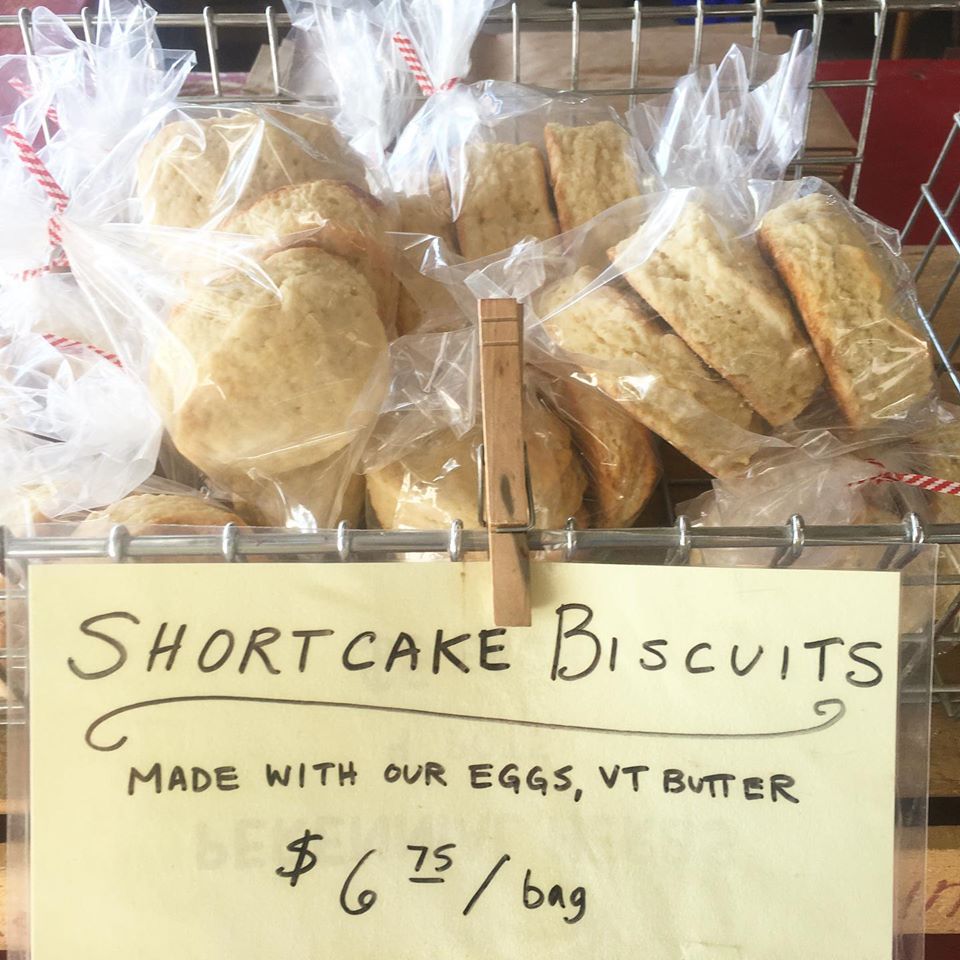 SHORTCAKE BISCUITS
MADE WITH OUR EGGS, VT BUTTER
$6 75/bag